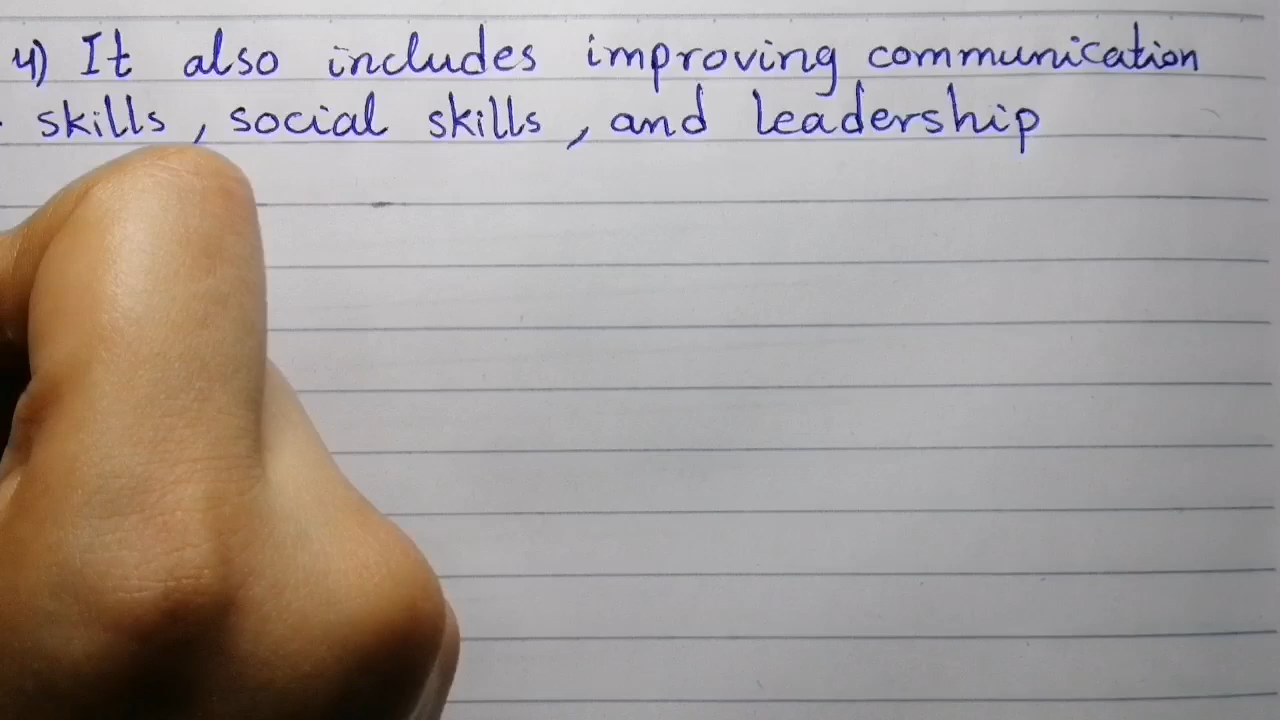 4) It also includes improving communication
skills, social skills, and leadership